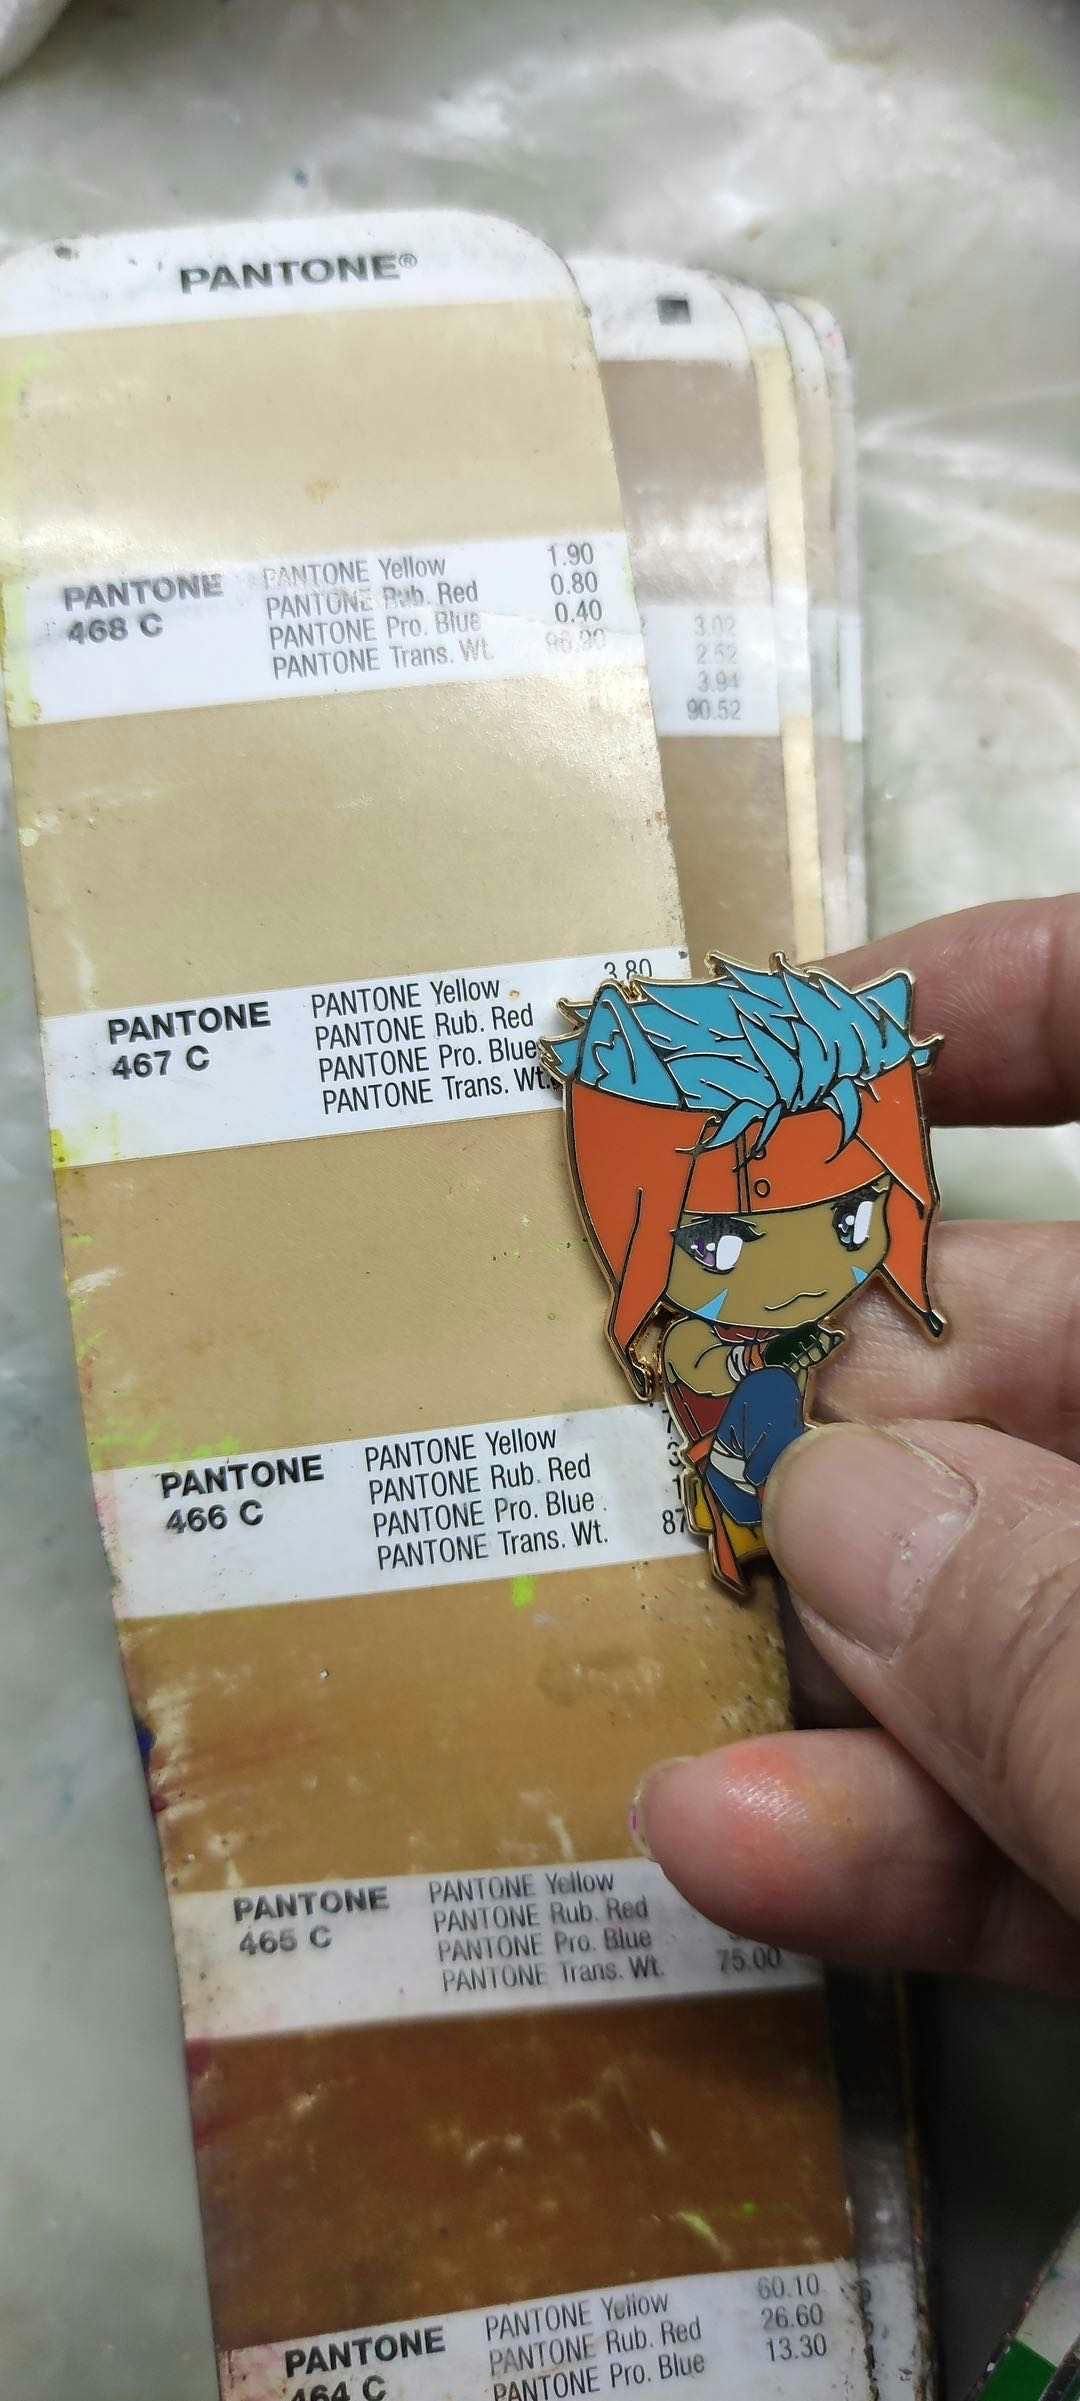 PANTONE®
PANTONE
468 C
PANTONE Yellow 1.90
PANTONE Rub. Red 0.80
PANTONE Pro. Blue 0.40
PANTONE Trans. Wt. 96.90
3.02
2.52
3.94
90.52
PANTONE
467 C
PANTONE Yellow 3.80
PANTONE Rub. Red
PANTONE Pro. Blue
PANTONE Trans. Wt.
PANTONE
466 C
PANTONE Yellow
PANTONE Rub. Red
PANTONE Pro. Blue
PANTONE Trans. Wt. 87
PANTONE
465 C
PANTONE Yellow
PANTONE Rub. Red
PANTONE Pro. Blue
PANTONE Trans. Wt. 75.00
PANTONE
464 C
PANTONE Yellow 60.10
PANTONE Rub. Red 26.60
PANTONE Pro. Blue 13.30